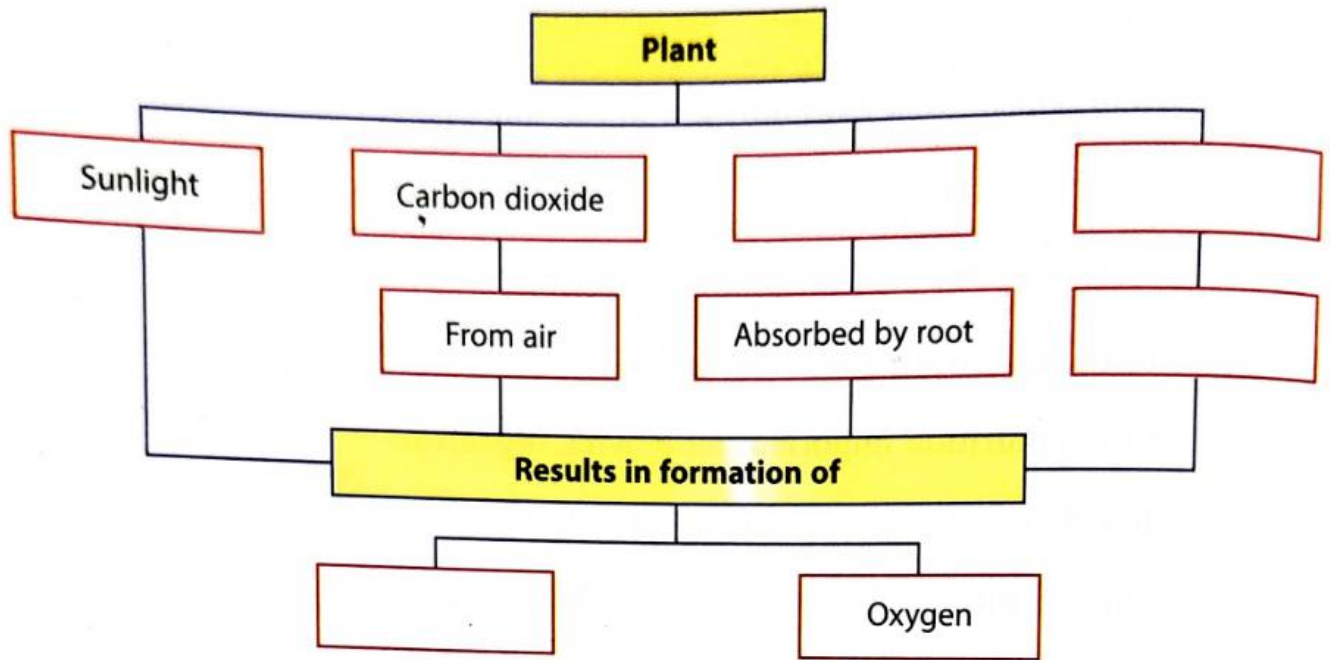 Plant
Sunlight
Carbon dioxide
From air
Absorbed by root
Results in formation of
Oxygen